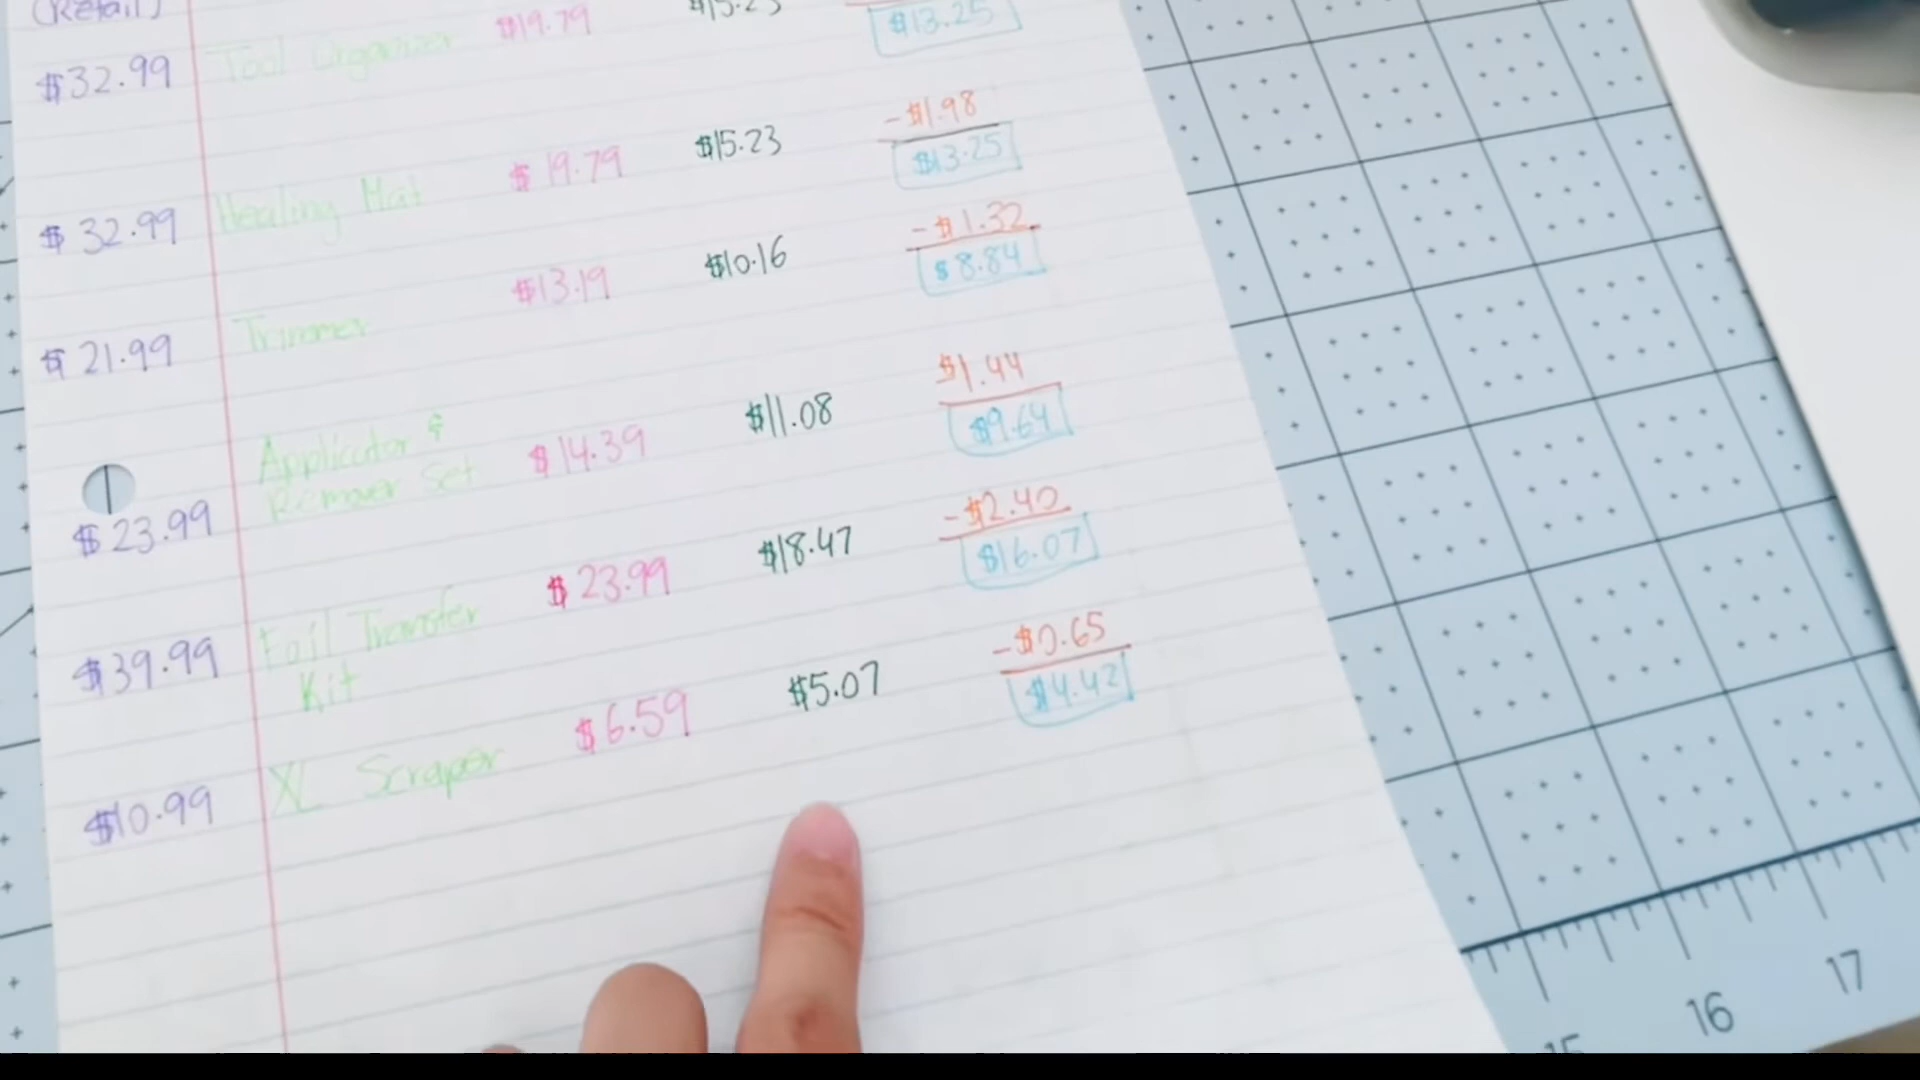 (Retail)
$32.99 Tool Organizer $19.79 $15.23
$13.25
$32.99 Healing Mat $19.79 $15.23 -$1.98
$13.25
$21.99 Trimmer $13.19 $10.16 -$1.32
$8.84
$23.99 Applicator & Remover Set $14.39 $11.08 $1.44
$9.64
$39.99 Foil Transfer Kit $23.99 $18.47 -$2.40
$16.07
$10.99 XL Scraper $6.59 $5.07 -$0.65
$4.42
15 16 17